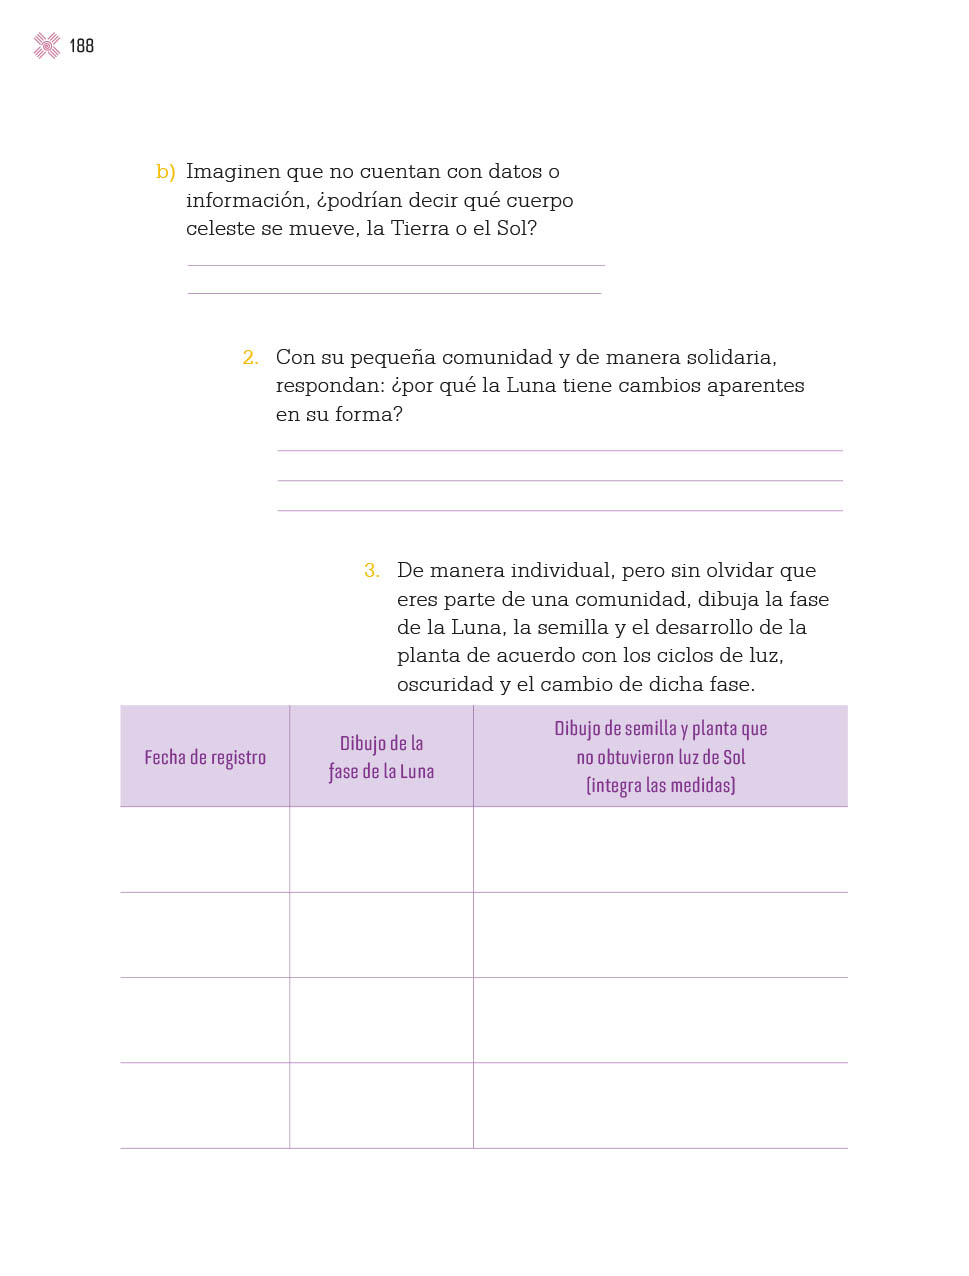 188
b) Imaginen que no cuentan con datos o
información, ¿podrían decir qué cuerpo
celeste se mueve, la Tierra o el Sol?
2. Con su pequeña comunidad y de manera solidaria,
respondan: ¿por qué la Luna tiene cambios aparentes
en su forma?
3. De manera individual, pero sin olvidar que
eres parte de una comunidad, dibuja la fase
de la Luna, la semilla y el desarrollo de la
planta de acuerdo con los ciclos de luz,
oscuridad y el cambio de dicha fase.
Fecha de registro
Dibujo de la
fase de la Luna
Dibujo de semilla y planta que
no obtuvieron luz de Sol
(integra las medidas)